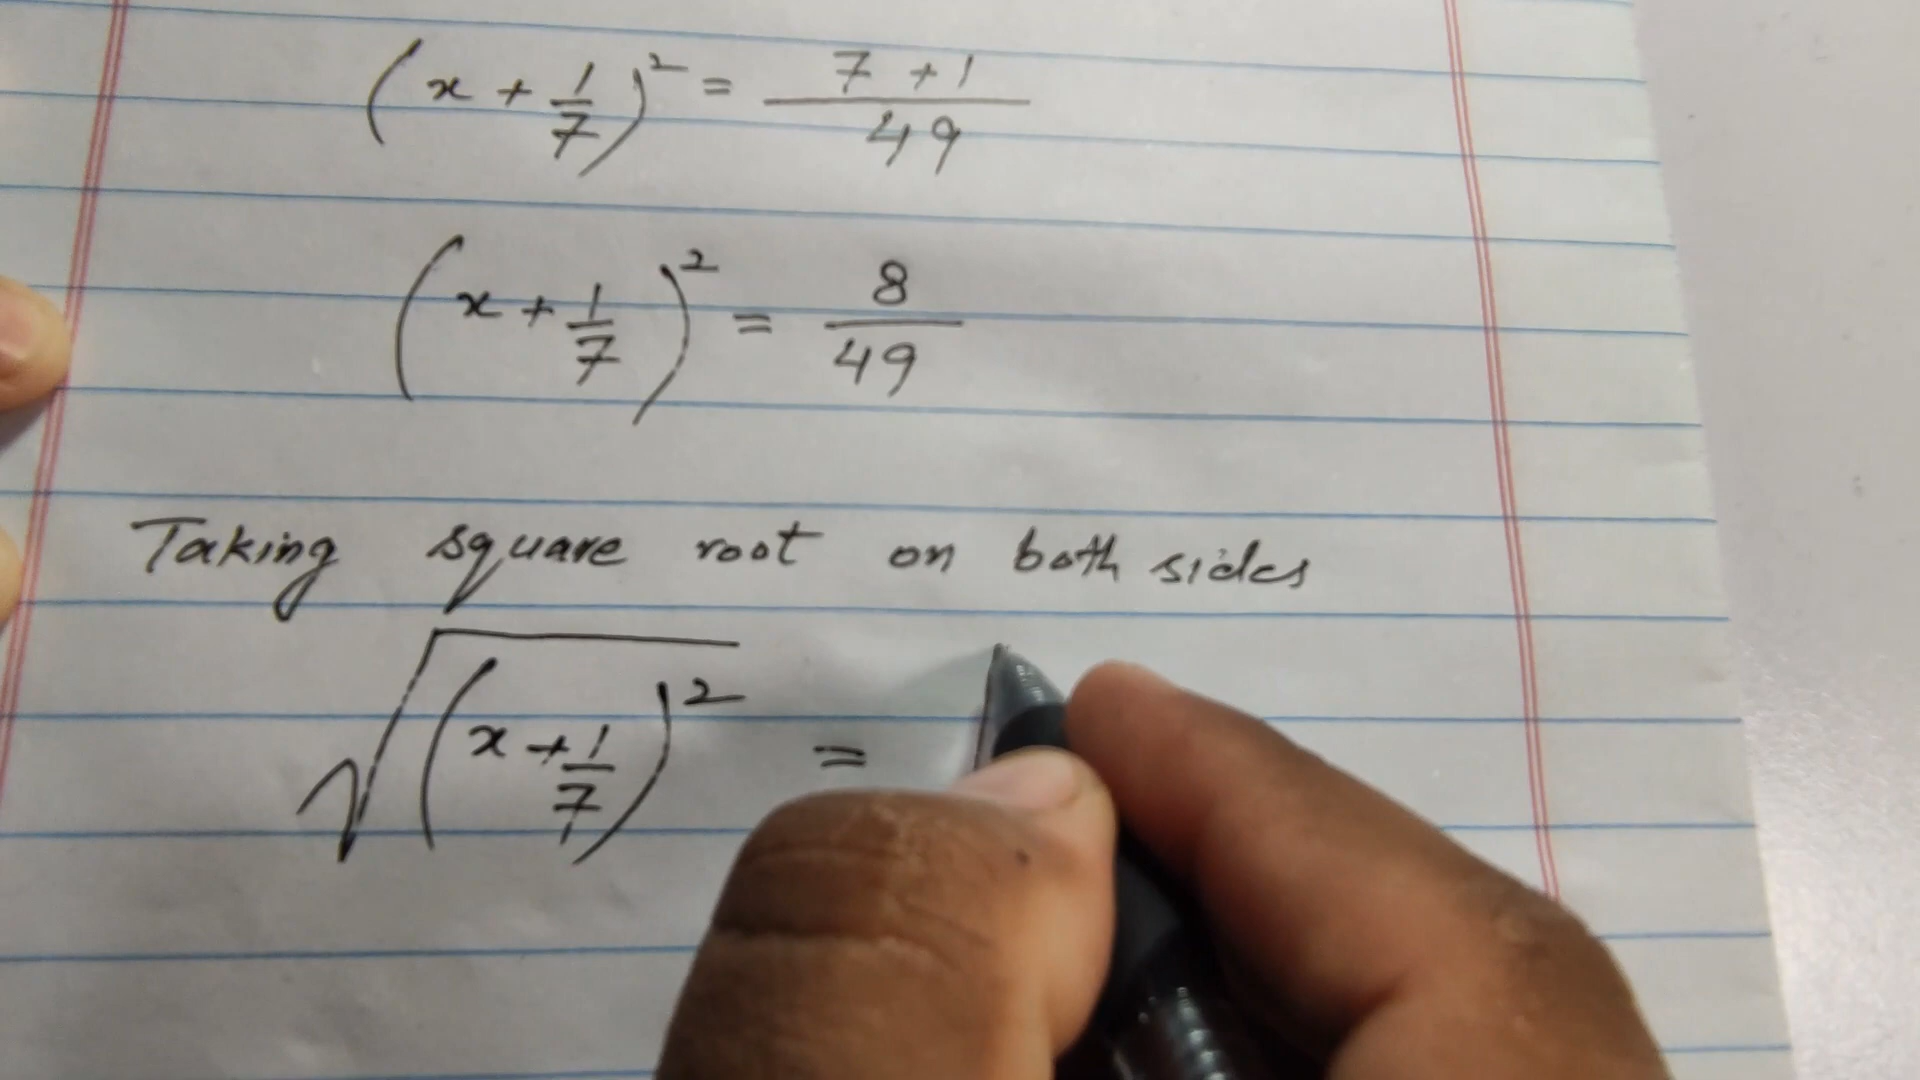 (x + 1/7)² = (7 + 1)/49
(x + 1/7)² = 8/49
Taking square root on both sides
√(x + 1/7)² =